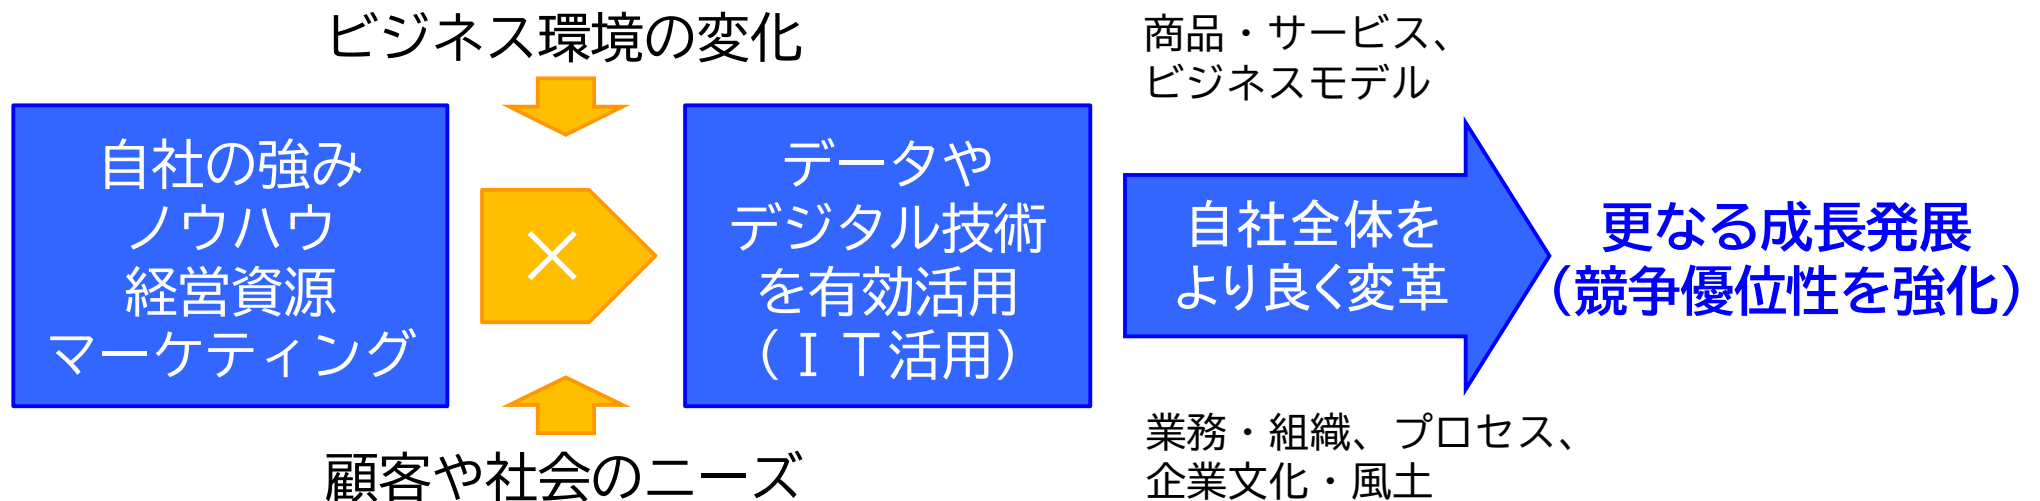 ビジネス環境の変化
自社の強み
ノウハウ
経営資源
マーケティング
×
データや
デジタル技術
を有効活用
（ＩＴ活用）
顧客や社会のニーズ
商品・サービス、
ビジネスモデル
自社全体を
より良く変革
業務・組織、プロセス、
企業文化・風土
更なる成長発展
（競争優位性を強化）